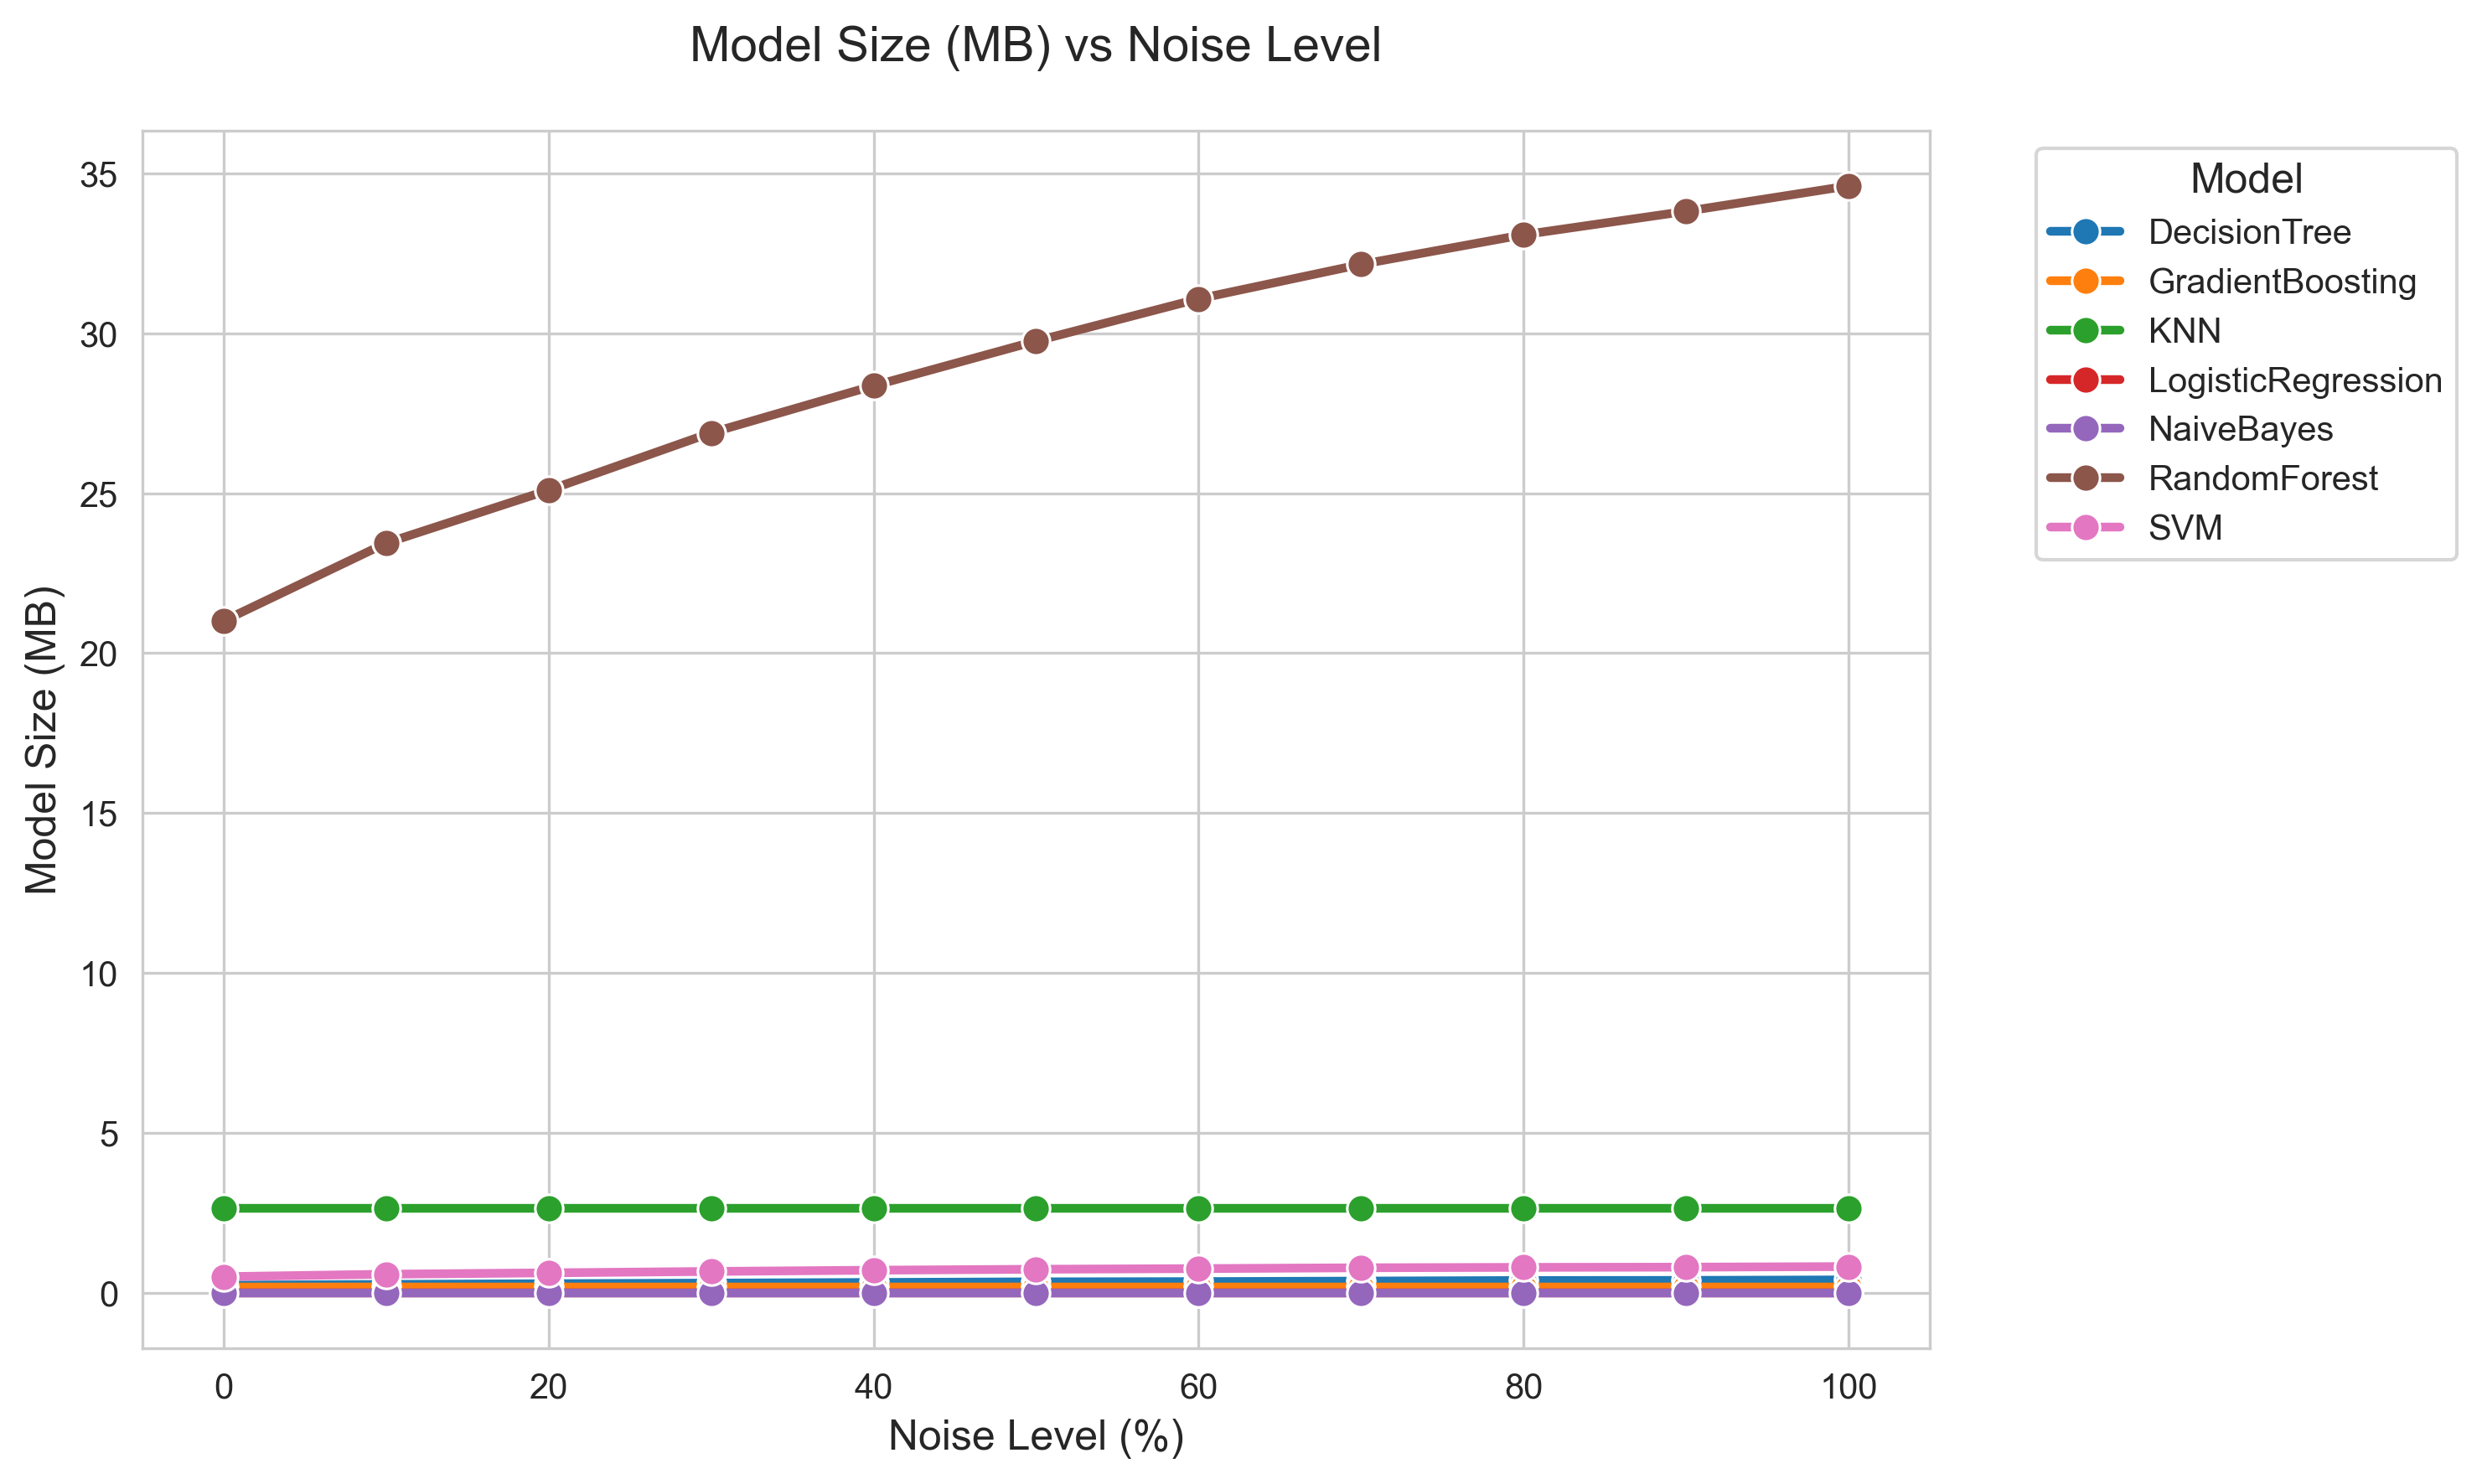 Model Size (MB) vs Noise Level
Model
DecisionTree
GradientBoosting
KNN
LogisticRegression
NaiveBayes
RandomForest
SVM
Model Size (MB)
35
30
25
20
15
10
5
0
0 20 40 60 80 100
Noise Level (%)